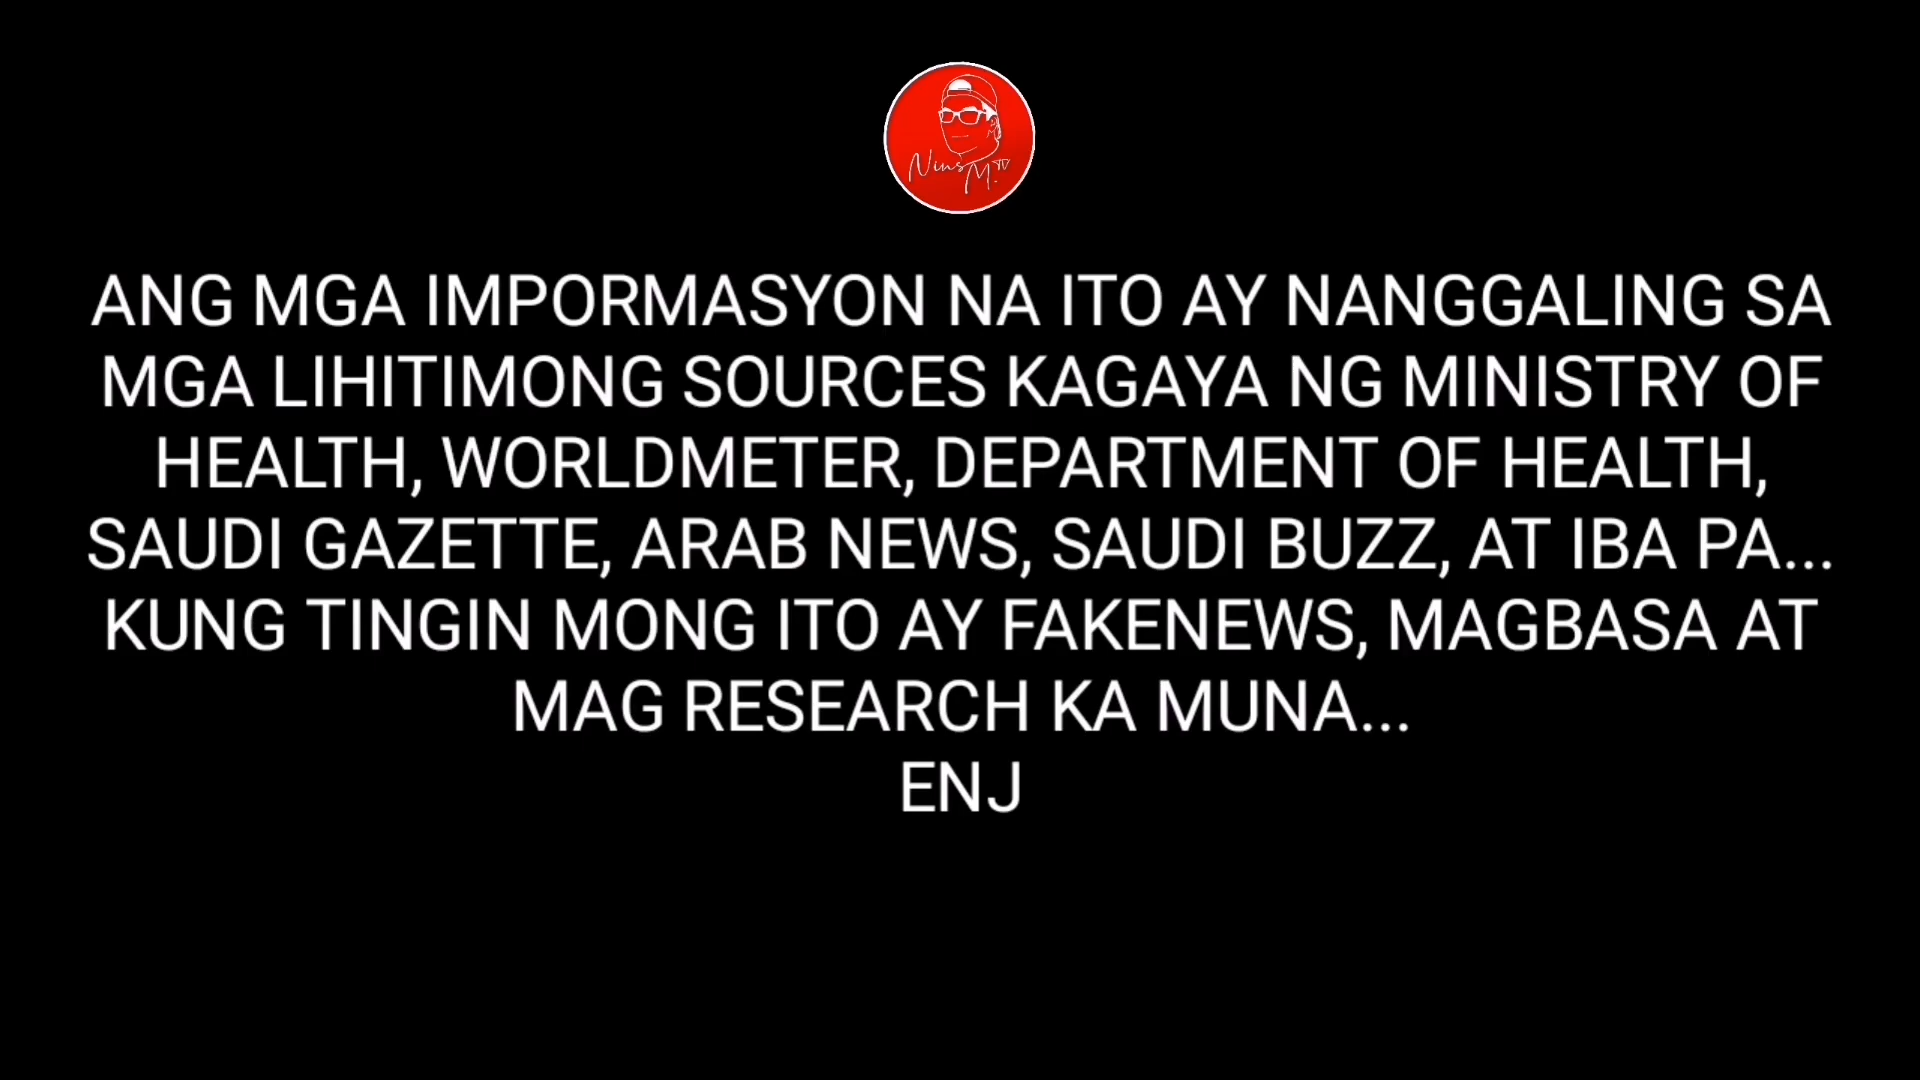 Nins
M. TV
ANG MGA IMPORMASYON NA ITO AY NANGGALING SA
MGA LIHITIMONG SOURCES KAGAYA NG MINISTRY OF
HEALTH, WORLDMETER, DEPARTMENT OF HEALTH,
SAUDI GAZETTE, ARAB NEWS, SAUDI BUZZ, AT IBA PA...
KUNG TINGIN MONG ITO AY FAKENEWS, MAGBASA AT
MAG RESEARCH KA MUNA...
ENJ